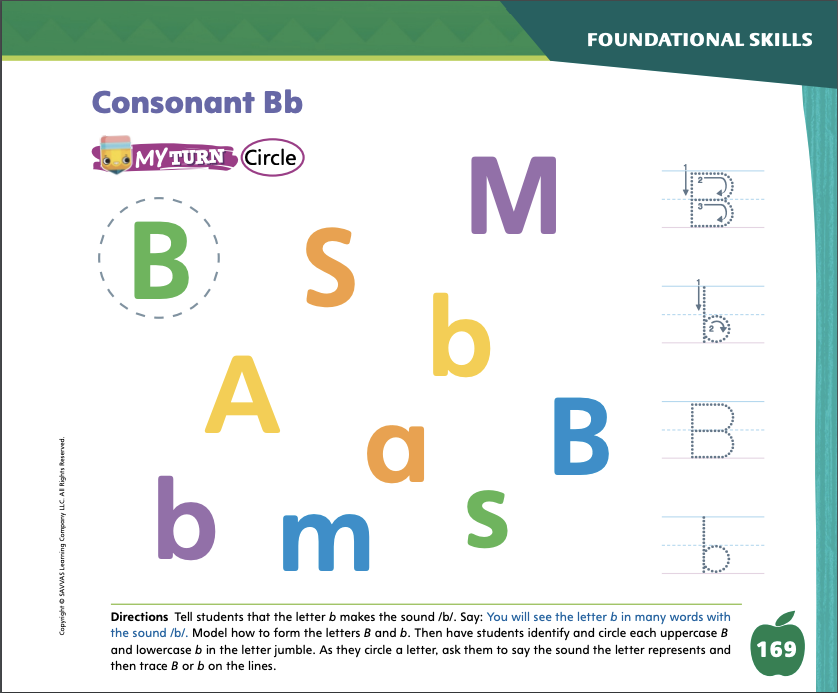 FOUNDATIONAL SKILLS
Consonant Bb
MY TURN Circle
M
B
S
b
A
B
a
b
m
s
1
2
3
B
1
2
b
B
b
Copyright © SAVVAS Learning Company LLC. All Rights Reserved.
Directions Tell students that the letter b makes the sound /b/. Say: You will see the letter b in many words with
the sound /b/. Model how to form the letters B and b. Then have students identify and circle each uppercase B
and lowercase b in the letter jumble. As they circle a letter, ask them to say the sound the letter represents and
then trace B or b on the lines.
169